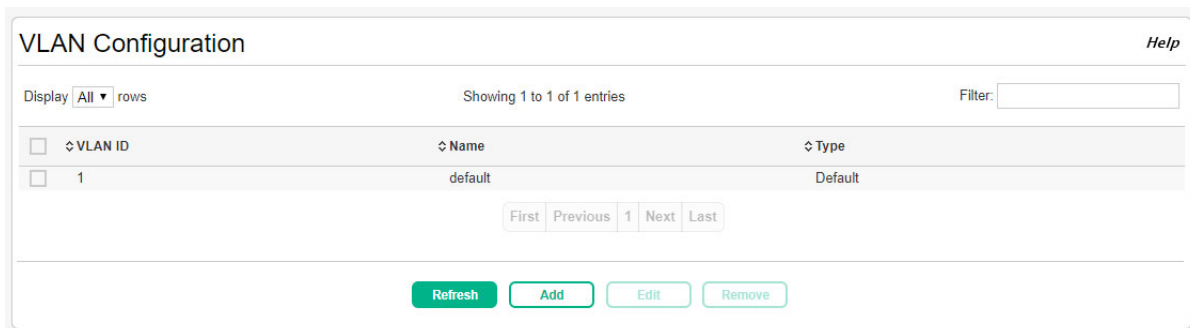 VLAN Configuration
Help
Display All rows
Showing 1 to 1 of 1 entries
Filter:
VLAN ID Name Type
1 default Default
First Previous 1 Next Last
Refresh Add Edit Remove